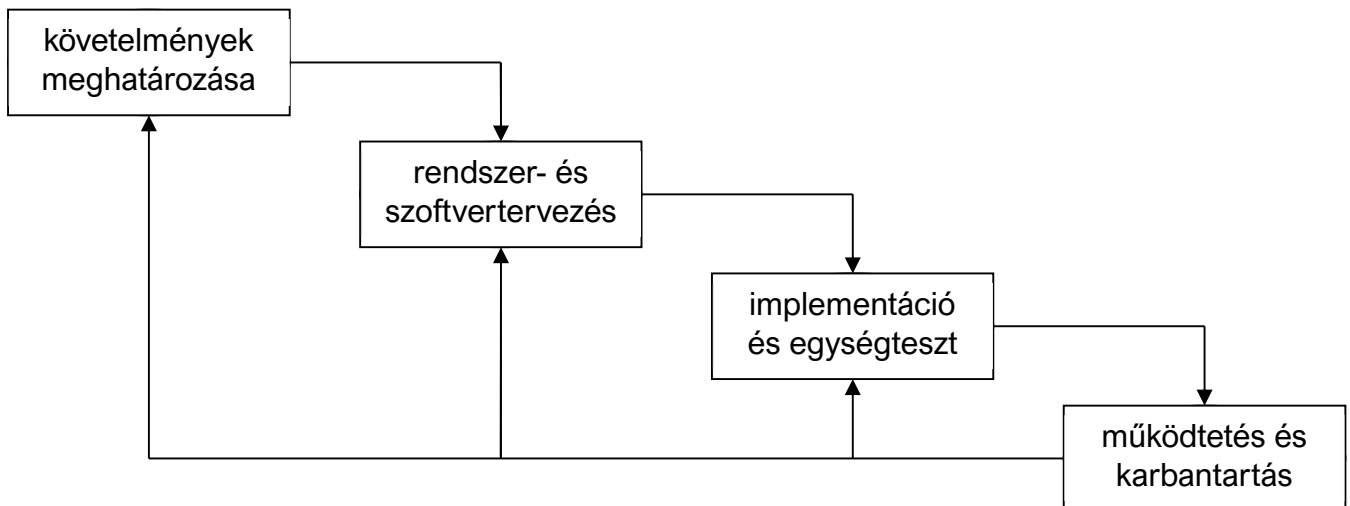 követelmények
meghatározása
rendszer- és
szoftvertervezés
implementáció
és egységteszt
működtetés és
karbantartás